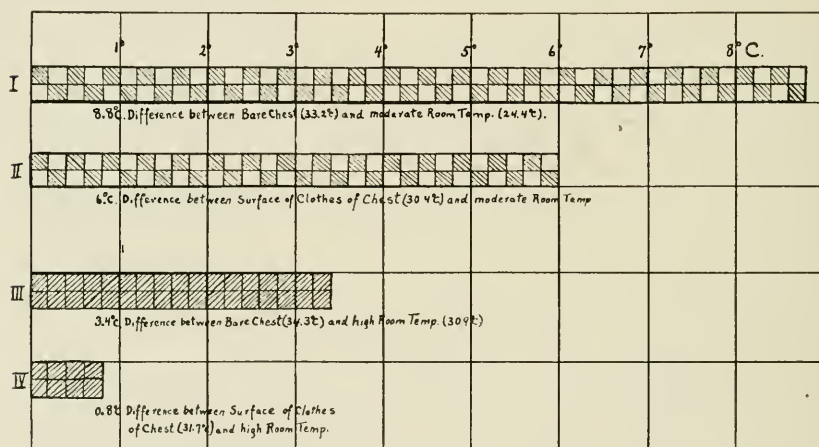 1° 2° 3° 4° 5° 6° 7° 8° C.
I
8.8°C. Difference between Bare Chest (33.2°C) and moderate Room Temp. (24.4°C).
II
6°C. Difference between Surface of Clothes of Chest (30.4°C) and moderate Room Temp
III
3.4°C. Difference between Bare Chest (34.3°C) and high Room Temp. (30.9°C)
IV
0.8°C Difference between Surface of Clothes
of Chest (31.7°C) and high Room Temp.